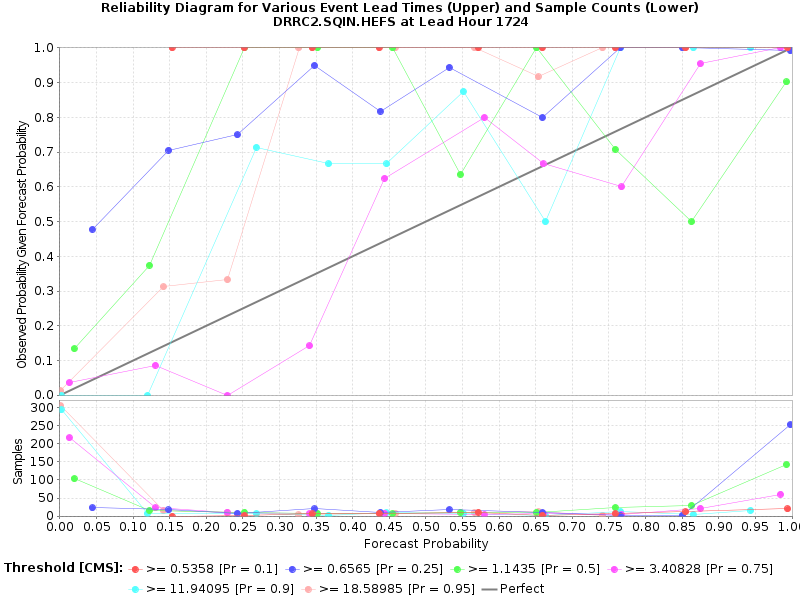 Reliability Diagram for Various Event Lead Times (Upper) and Sample Counts (Lower)
DRRC2.SQIN.HEFS at Lead Hour 1724
Observed Probability Given Forecast Probability
1.0
0.9
0.8
0.7
0.6
0.5
0.4
0.3
0.2
0.1
0.0
Samples
300
250
200
150
100
50
0
0.00 0.05 0.10 0.15 0.20 0.25 0.30 0.35 0.40 0.45 0.50 0.55 0.60 0.65 0.70 0.75 0.80 0.85 0.90 0.95 1.00
Forecast Probability
Threshold [CMS]: >= 0.5358 [Pr = 0.1] >= 0.6565 [Pr = 0.25] >= 1.1435 [Pr = 0.5] >= 3.40828 [Pr = 0.75]
>= 11.94095 [Pr = 0.9] >= 18.58985 [Pr = 0.95] Perfect